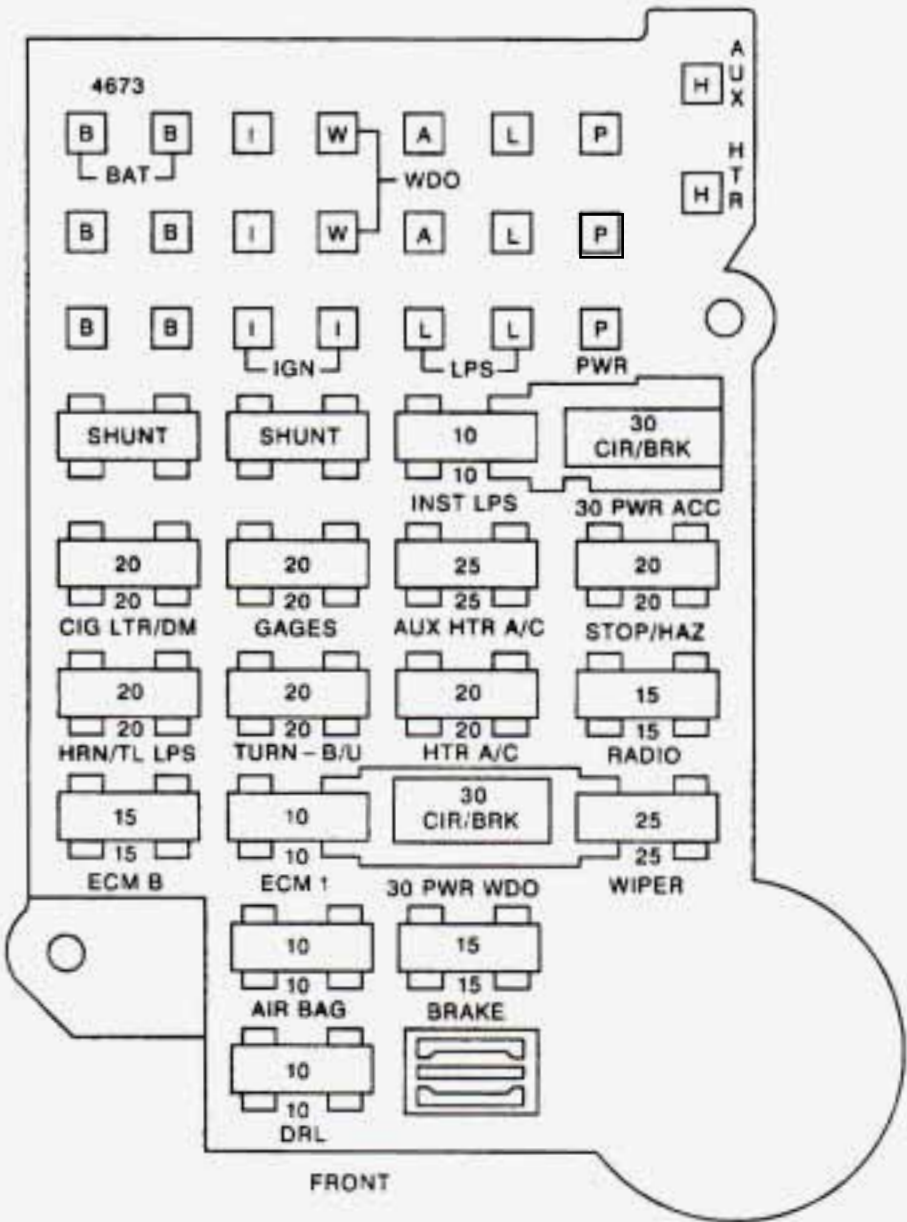 A
U
X
4673
H
B B I W A L P
BAT
WDO
H
T
R
H
B B I W A L P
B B I I L L P
IGN
LPS
PWR
SHUNT SHUNT 10 30
CIR/BRK
10
INST LPS 30 PWR ACC
20 20 25 20
20 20 25 20
CIG LTR/DM GAGES AUX HTR A/C STOP/HAZ
20 20 20 15
20 20 20 15
HRN/TL LPS TURN – B/U HTR A/C RADIO
15 10 30
CIR/BRK 25
15 10 25
ECM B ECM 1 30 PWR WDO WIPER
10 15
10 15
AIR BAG BRAKE
10
10
DRL
FRONT